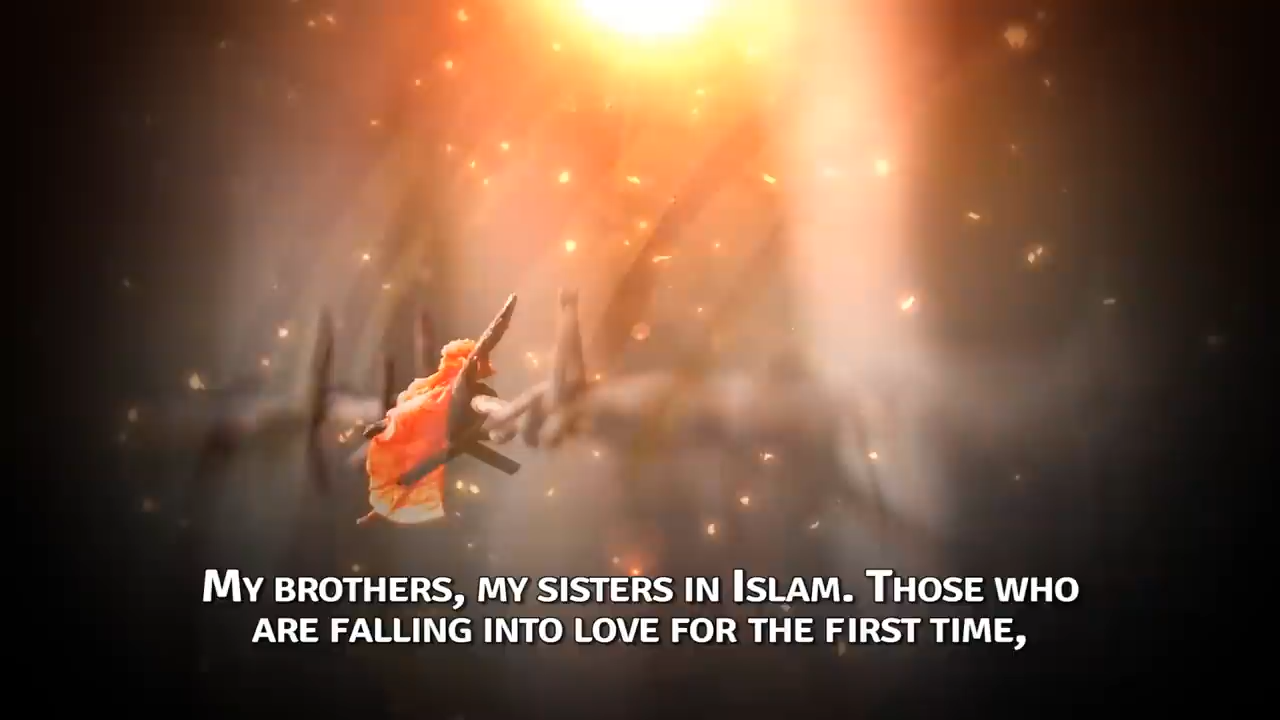 My brothers, my sisters in Islam. Those who
are falling into love for the first time,